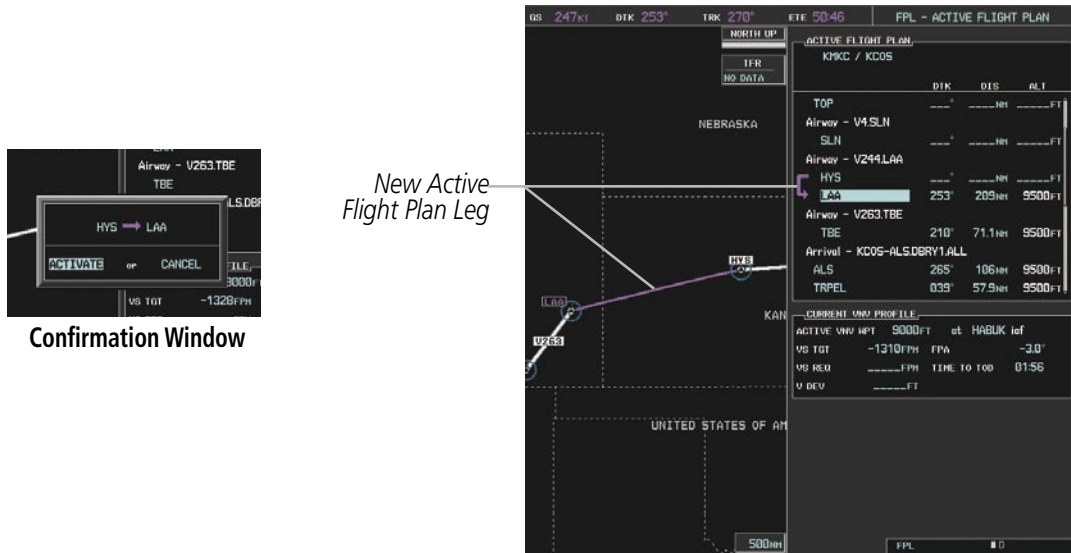 GS 247KT DTK 253° TRK 270° ETE 50:46 FPL - ACTIVE FLIGHT PLAN
NORTH UP
TFR
NO DATA
NEBRASKA
HYS
LAA
KAN
V263
UNITED STATES OF AM
500NM
ACTIVE FLIGHT PLAN
KMKC / KCOS
DTK DIS ALT
TOP ___° ____NM _____FT
Airway - V4.SLN
SLN ___° ____NM _____FT
Airway - V244.LAA
HYS ___° ____NM _____FT
LAA 253° 209NM 9500FT
Airway - V263.TBE
TBE 210° 71.1NM 9500FT
Arrival - KCOS-ALS.DBRY1.ALL
ALS 265° 106NM 9500FT
TRPEL 039° 57.9NM 9500FT
CURRENT VNV PROFILE
ACTIVE VNV WPT 9000FT at HABUK iaf
VS TGT -1310FPM FPA -3.0°
VS REQ _____FPM TIME TO TOD 01:56
V DEV _____FT
FPL
New Active
Flight Plan Leg
Airway - V263.TBE
TBE
LS.DBR
HYS → LAA
ACTIVATE or CANCEL
FILE
9000F
VS TGT -1328FPM
Confirmation Window